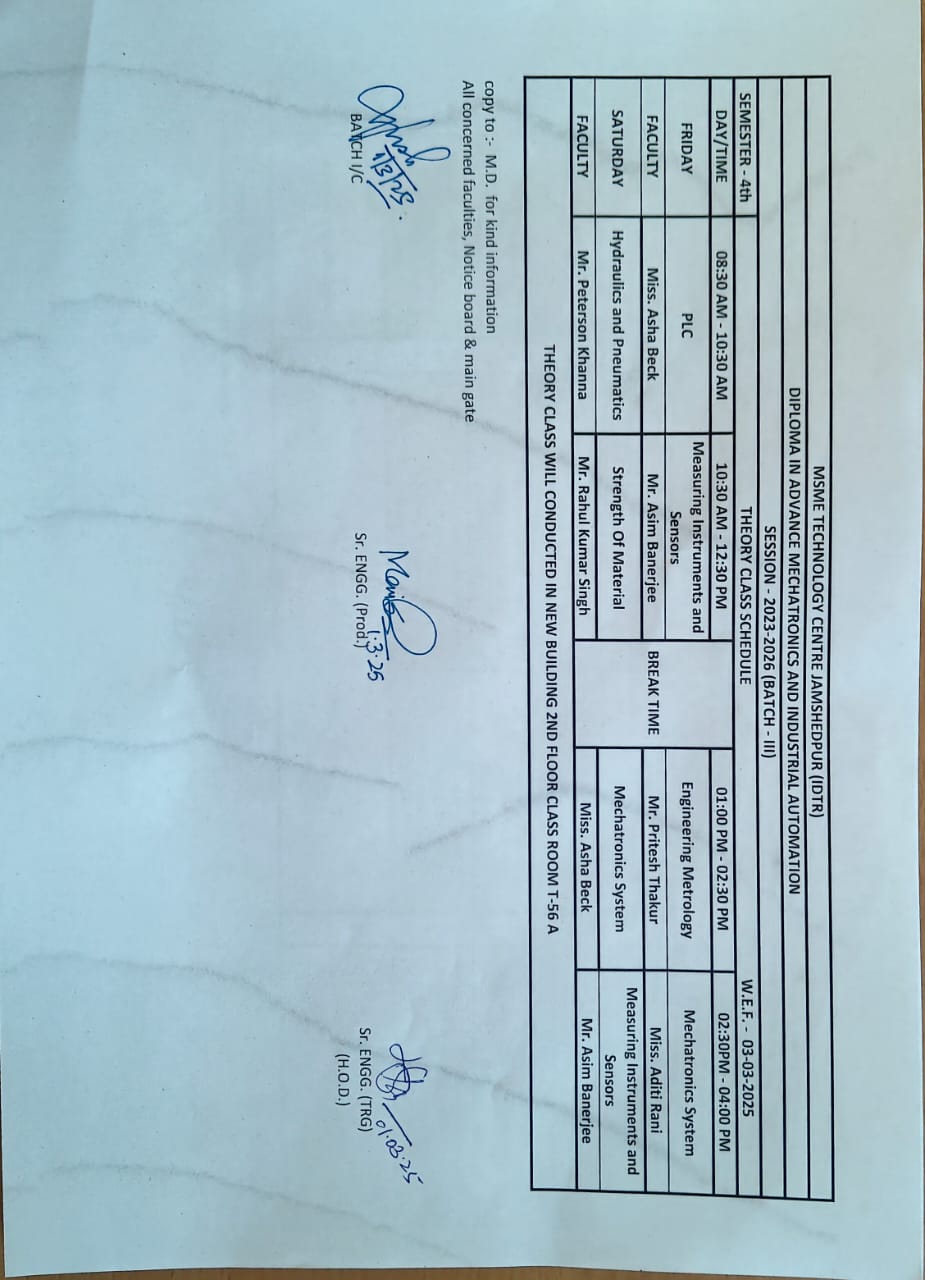 MSME TECHNOLOGY CENTRE JAMSHEDPUR (IDTR)
DIPLOMA IN ADVANCE MECHATRONICS AND INDUSTRIAL AUTOMATION
SESSION - 2023-2026 (BATCH - III)
SEMESTER - 4th THEORY CLASS SCHEDULE W.E.F. - 03-03-2025
DAY/TIME 08:30 AM - 10:30 AM 10:30 AM - 12:30 PM BREAK TIME 01:00 PM - 02:30 PM 02:30PM - 04:00 PM
FRIDAY PLC Measuring Instruments and Sensors Engineering Metrology Mechatronics System
FACULTY Miss. Asha Beck Mr. Asim Banerjee Mr. Pritesh Thakur Miss. Aditi Rani
SATURDAY Hydraulics and Pneumatics Strength Of Material Mechatronics System Measuring Instruments and Sensors
FACULTY Mr. Peterson Khanna Mr. Rahul Kumar Singh Miss. Asha Beck Mr. Asim Banerjee
THEORY CLASS WILL CONDUCTED IN NEW BUILDING 2ND FLOOR CLASS ROOM T-56 A
copy to :- M.D. for kind information
All concerned faculties, Notice board & main gate
1/3/25 1.3.25 01.03.25
BATCH I/C Sr. ENGG. (Prod.) Sr. ENGG. (TRG)
(H.O.D.)